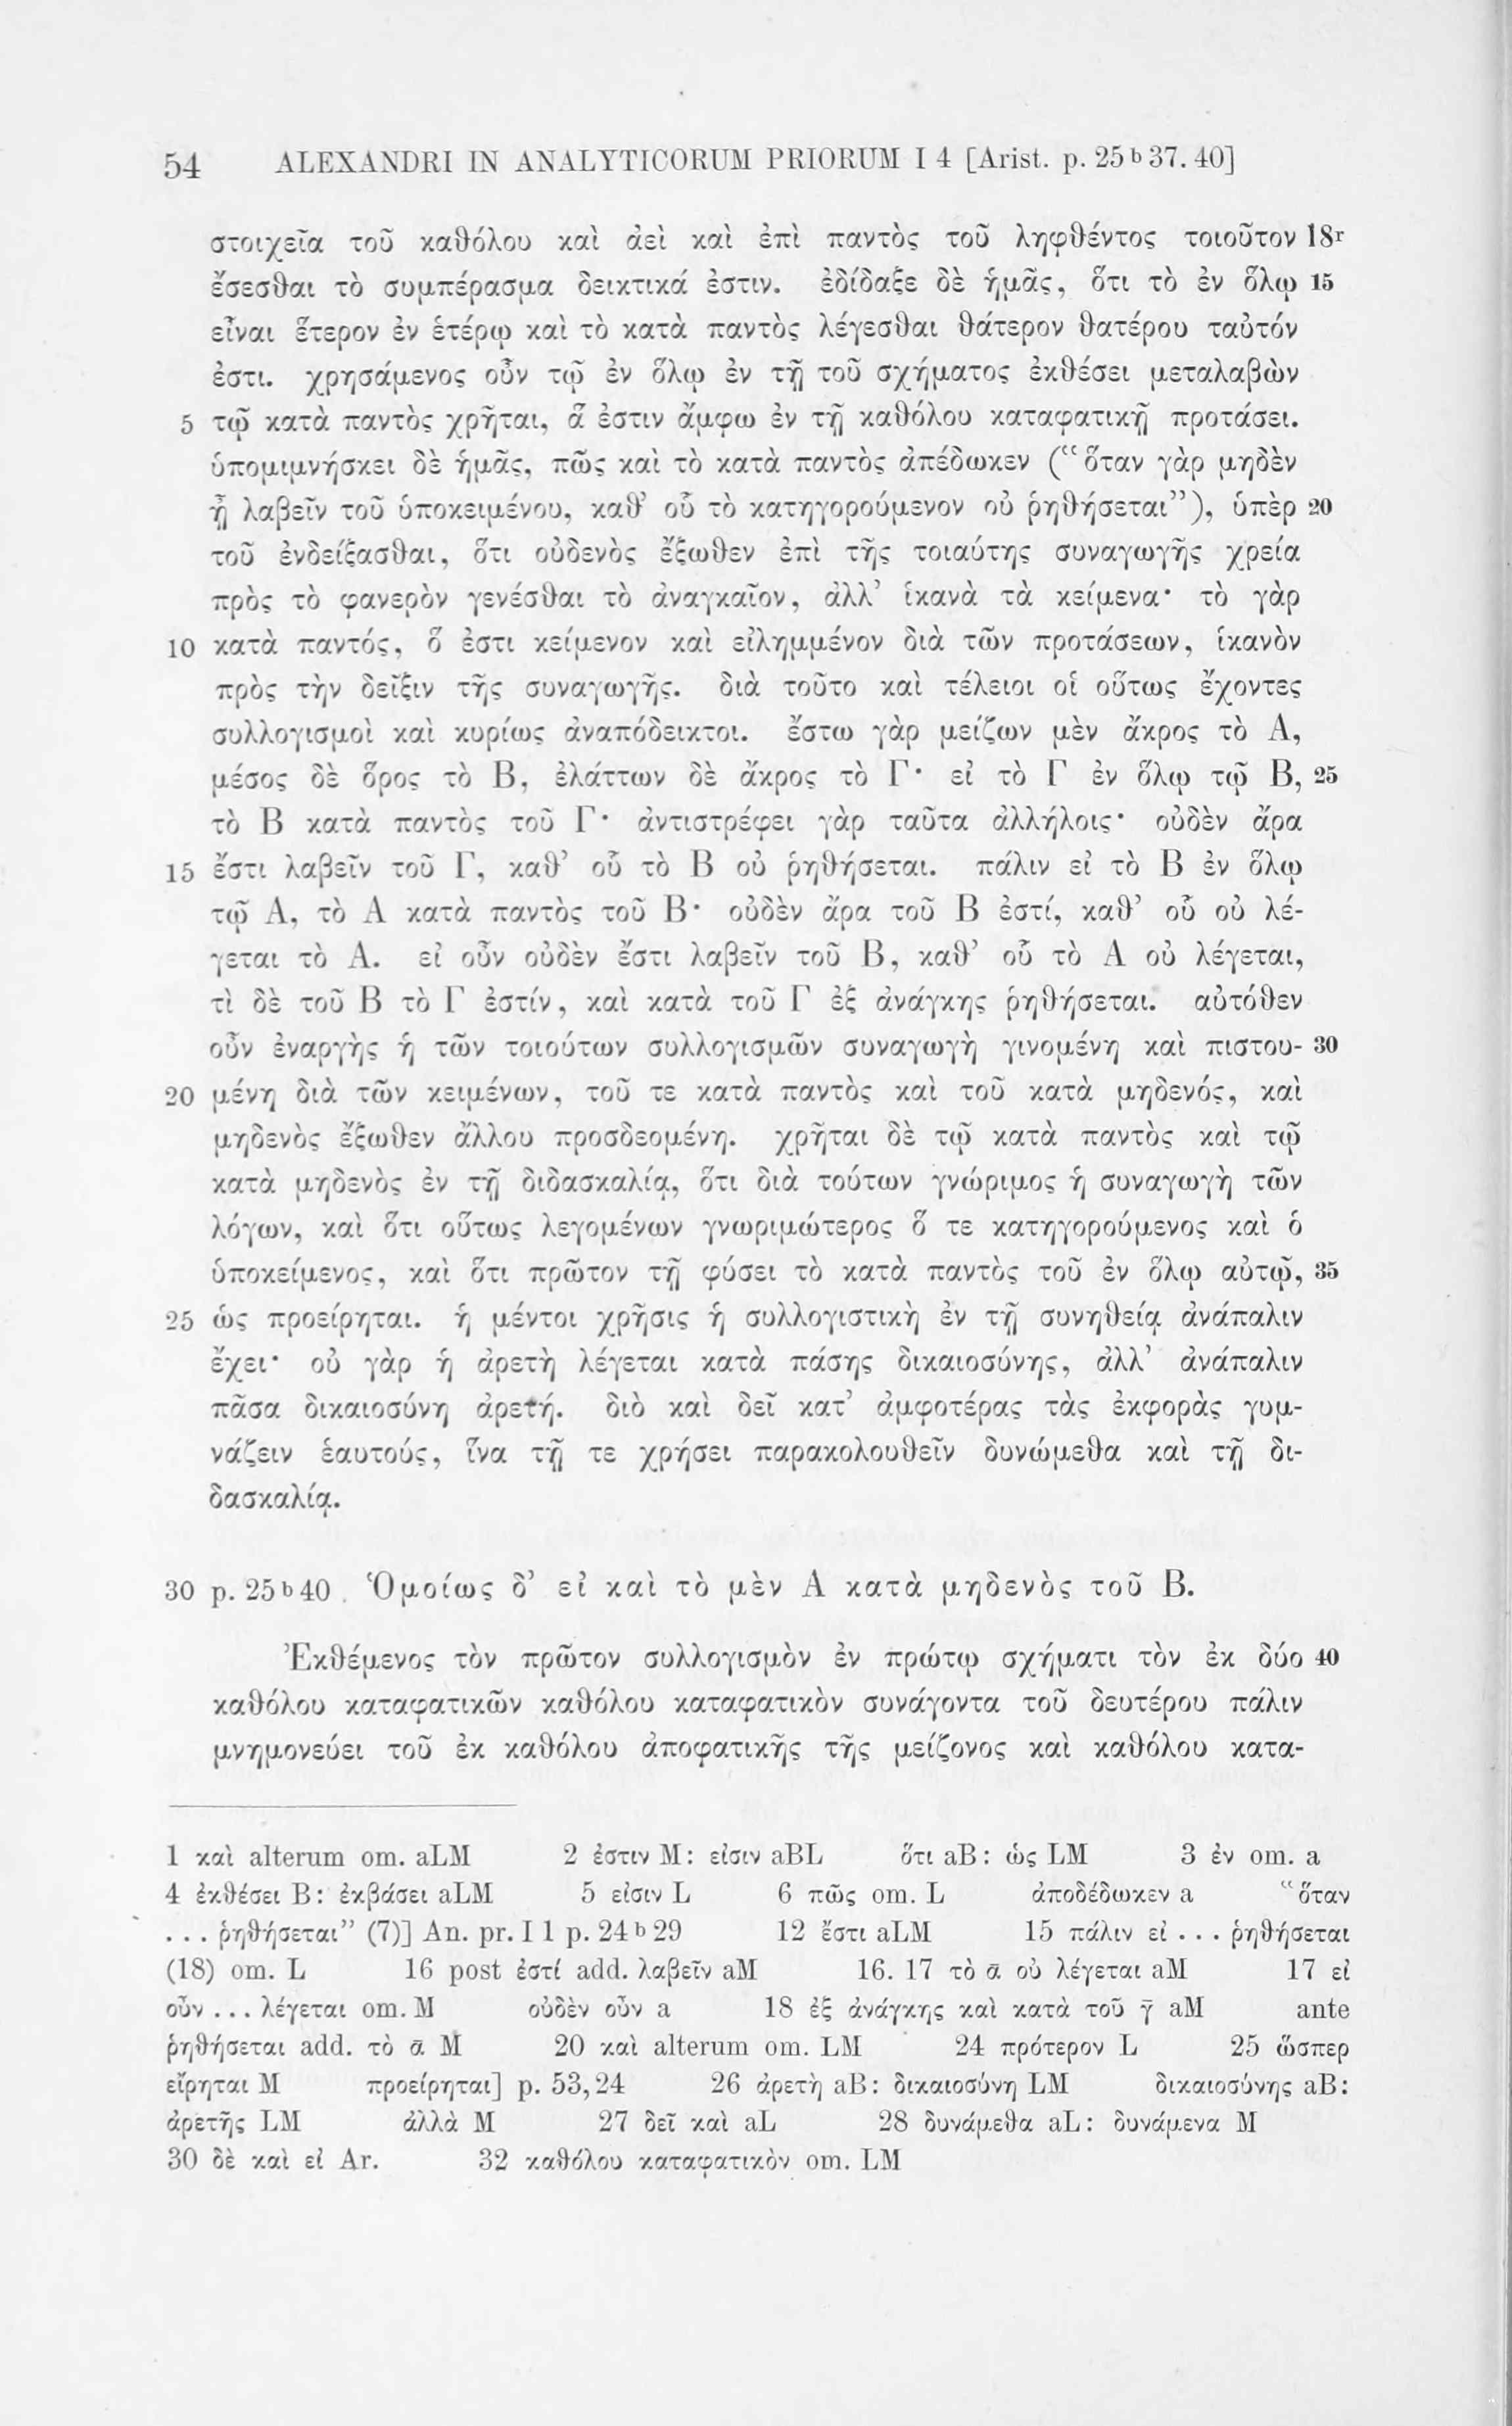 54 ALEXANDRI IN ANALYTICORUM PRIORUM I 4 [Arist. p. 25 b 37. 40]
στοιχεῖα τοῦ καθόλου καὶ ἀεὶ καὶ ἐπὶ παντὸς τοῦ ληφθέντος τοιοῦτον 18r
ἔσεσθαι τὸ συμπέρασμα δεικτικά ἐστιν. ἐδίδαξε δὲ ἡμᾶς, ὅτι τὸ ἐν ὅλῳ 15
εἶναι ἕτερον ἐν ἑτέρῳ καὶ τὸ κατὰ παντὸς λέγεσθαι θάτερον θατέρου ταὐτόν
ἐστι. χρησάμενος οὖν τῷ ἐν ὅλῳ ἐν τῇ τοῦ σχήματος ἐκθέσει μεταλαβὼν
5 τῷ κατὰ παντὸς χρῆται, ἅ ἐστιν ἄμφω ἐν τῇ καθόλου καταφατικῇ προτάσει.
ὑπομιμνήσκει δὲ ἡμᾶς, πῶς καὶ τὸ κατὰ παντὸς ἀπέδωκεν (“ὅταν γὰρ μηδὲν
ᾖ λαβεῖν τοῦ ὑποκειμένου, καθ’ οὗ τὸ κατηγορούμενον οὐ ῥηθήσεται”), ὑπὲρ 20
τοῦ ἐνδείξασθαι, ὅτι οὐδενὸς ἔξωθεν ἐπὶ τῆς τοιαύτης συναγωγῆς χρεία
πρὸς τὸ φανερὸν γενέσθαι τὸ ἀναγκαῖον, ἀλλ’ ἱκανὰ τὰ κείμενα· τὸ γὰρ
10 κατὰ παντός, ὅ ἐστι κείμενον καὶ εἰλημμένον διὰ τῶν προτάσεων, ἱκανὸν
πρὸς τὴν δεῖξιν τῆς συναγωγῆς. διὰ τοῦτο καὶ τέλειοι οἱ οὕτως ἔχοντες
συλλογισμοὶ καὶ κυρίως ἀναπόδεικτοι. ἔστω γὰρ μείζων μὲν ἄκρος τὸ Α,
μέσος δὲ ὅρος τὸ Β, ἐλάττων δὲ ἄκρος τὸ Γ· εἰ τὸ Γ ἐν ὅλῳ τῷ Β, 25
τὸ Β κατὰ παντὸς τοῦ Γ· ἀντιστρέφει γὰρ ταῦτα ἀλλήλοις· οὐδὲν ἄρα
15 ἔστι λαβεῖν τοῦ Γ, καθ’ οὗ τὸ Β οὐ ῥηθήσεται. πάλιν εἰ τὸ Β ἐν ὅλῳ
τῷ Α, τὸ Α κατὰ παντὸς τοῦ Β· οὐδὲν ἄρα τοῦ Β ἐστί, καθ’ οὗ οὐ λέ-
γεται τὸ Α. εἰ οὖν οὐδὲν ἔστι λαβεῖν τοῦ Β, καθ’ οὗ τὸ Α οὐ λέγεται,
τὶ δὲ τοῦ Β τὸ Γ ἐστίν, καὶ κατὰ τοῦ Γ ἐξ ἀνάγκης ῥηθήσεται. αὐτόθεν
οὖν ἐναργὴς ἡ τῶν τοιούτων συλλογισμῶν συναγωγὴ γινομένη καὶ πιστου- 30
20 μένη διὰ τῶν κειμένων, τοῦ τε κατὰ παντὸς καὶ τοῦ κατὰ μηδενός, καὶ
μηδενὸς ἔξωθεν ἄλλου προσδεομένη. χρῆται δὲ τῷ κατὰ παντὸς καὶ τῷ
κατὰ μηδενὸς ἐν τῇ διδασκαλίᾳ, ὅτι διὰ τούτων γνώριμος ἡ συναγωγὴ τῶν
λόγων, καὶ ὅτι οὕτως λεγομένων γνωριμώτερος ὅ τε κατηγορούμενος καὶ ὁ
ὑποκείμενος, καὶ ὅτι πρῶτον τῇ φύσει τὸ κατὰ παντὸς τοῦ ἐν ὅλῳ αὐτῷ, 35
25 ὡς προείρηται. ἡ μέντοι χρῆσις ἡ συλλογιστικὴ ἐν τῇ συνηθείᾳ ἀνάπαλιν
ἔχει· οὐ γὰρ ἡ ἀρετὴ λέγεται κατὰ πάσης δικαιοσύνης, ἀλλ’ ἀνάπαλιν
πᾶσα δικαιοσύνη ἀρετή. διὸ καὶ δεῖ κατ’ ἀμφοτέρας τὰς ἐκφορὰς γυμ-
νάζειν ἑαυτούς, ἵνα τῇ τε χρήσει παρακολουθεῖν δυνώμεθα καὶ τῇ δι-
δασκαλίᾳ.
30 p. 25 b 40 Ὁμοίως δ’ εἰ καὶ τὸ μὲν Α κατὰ μηδενὸς τοῦ Β.
Ἐκθέμενος τὸν πρῶτον συλλογισμὸν ἐν πρώτῳ σχήματι τὸν ἐκ δύο 40
καθόλου καταφατικῶν καθόλου καταφατικὸν συνάγοντα τοῦ δευτέρου πάλιν
μνημονεύει τοῦ ἐκ καθόλου ἀποφατικῆς τῆς μείζονος καὶ καθόλου κατα-
1 καὶ alterum om. aLM 2 ἐστιν M: εἰσιν aBL ὅτι aB: ὡς LM 3 ἐν om. a
4 ἐκθέσει B: ἐκβάσει aLM 5 εἰσιν L 6 πῶς om. L ἀποδέδωκεν a “ὅταν
... ῥηθήσεται” (7)] An. pr. I 1 p. 24 b 29 12 ἔστι aLM 15 πάλιν εἰ ... ῥηθήσεται
(18) om. L 16 post ἐστί add. λαβεῖν aM 16. 17 τὸ ᾱ οὐ λέγεται aM 17 εἰ
οὖν ... λέγεται om. M οὐδὲν οὖν a 18 ἐξ ἀνάγκης καὶ κατὰ τοῦ γ̄ aM ante
ῥηθήσεται add. τὸ ᾱ M 20 καὶ alterum om. LM 24 πρότερον L 25 ὥσπερ
εἴρηται M προείρηται] p. 53,24 26 ἀρετὴ aB: δικαιοσύνη LM δικαιοσύνης aB:
ἀρετῆς LM ἀλλὰ M 27 δεῖ καὶ aL 28 δυνάμεθα aL: δυνάμενα M
30 δὲ καὶ εἰ Ar. 32 καθόλου καταφατικὸν om. LM